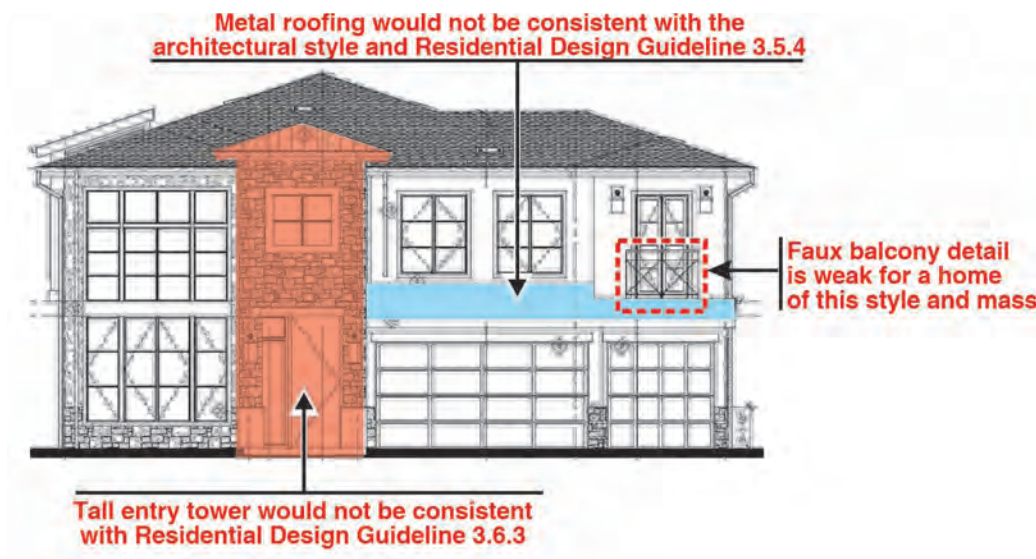 Metal roofing would not be consistent with the
architectural style and Residential Design Guideline 3.5.4
Faux balcony detail
is weak for a home
of this style and mass
Tall entry tower would not be consistent
with Residential Design Guideline 3.6.3